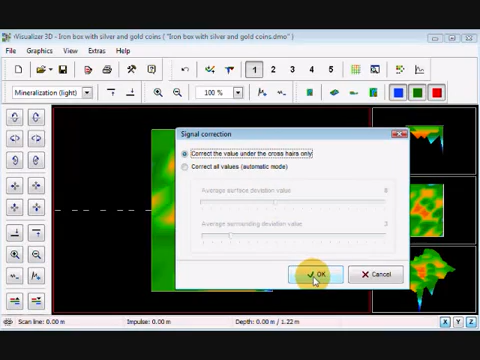 Visualizer 3D - Iron box with silver and gold coins ( "Iron box with silver and gold coins.dmo" )
File Graphics View Extras Help
1 2 3 4 5
Mineralization (light) 100 %
Signal correction
Correct the value under the cross hairs only
Correct all values (automatic mode)
Average surface deviation value 8
Average surrounding deviation value 3
OK Cancel
Scan line: 0.00 m Impulse: 0.00 m Depth: 0.00m / 1.22 m X Y Z